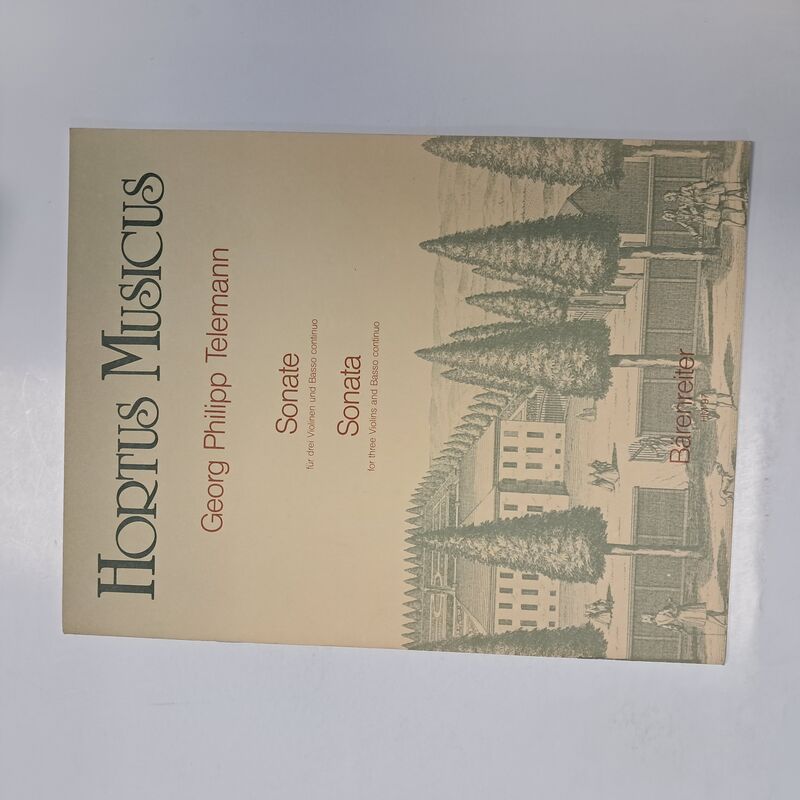 HORTUS MUSICUS
Georg Philipp Telemann
Sonate
für drei Violinen und Basso continuo
Sonata
for three Violins and Basso continuo
Bärenreiter